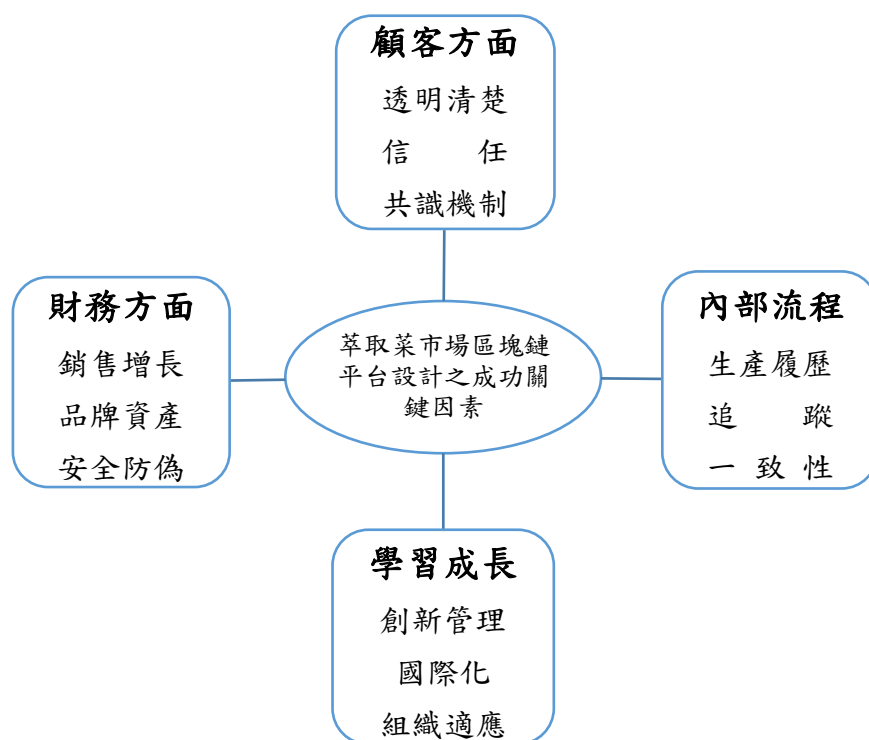 顧客方面
透明清楚
信任
共識機制
財務方面
銷售增長
品牌資產
安全防偽
萃取菜市場區塊鏈
平台設計之成功關
鍵因素
內部流程
生產履歷
追蹤
一致性
學習成長
創新管理
國際化
組織適應